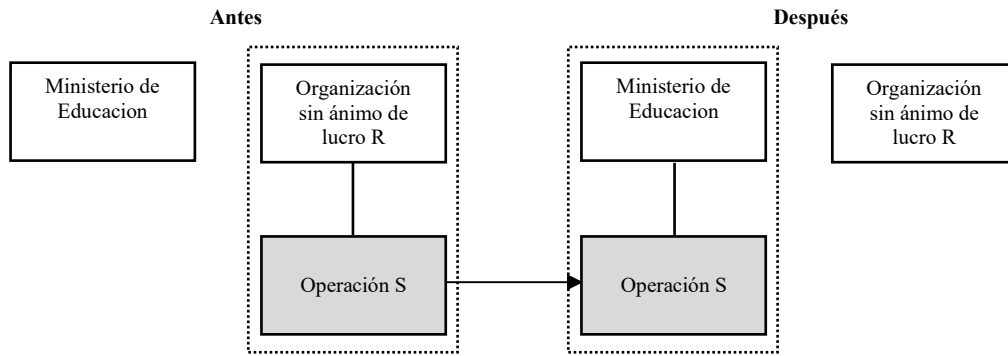 Antes
Después
Ministerio de
Educacion
Organización
sin ánimo de
lucro R
Ministerio de
Educacion
Organización
sin ánimo de
lucro R
Operación S
Operación S